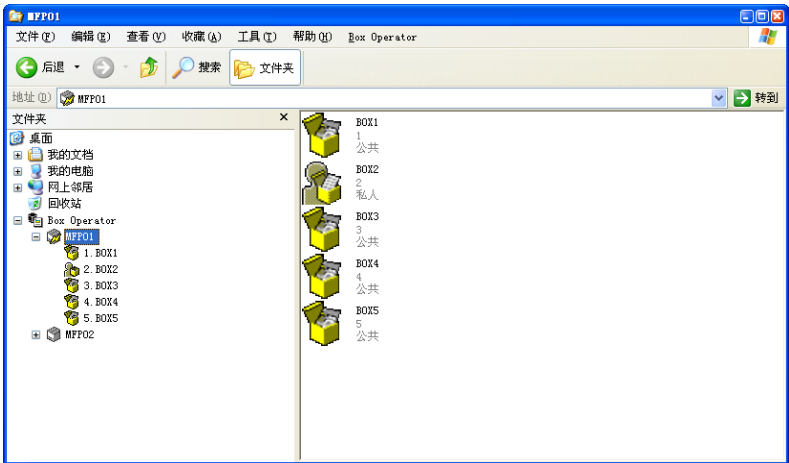 MFP01
文件(F) 编辑(E) 查看(V) 收藏(A) 工具(T) 帮助(H) Box Operator
后退 搜索 文件夹
地址(D) MFP01 转到
文件夹
桌面
我的文档
我的电脑
网上邻居
回收站
Box Operator
MFP01
1. BOX1
2. BOX2
3. BOX3
4. BOX4
5. BOX5
MFP02
BOX1
1
公共
BOX2
2
私人
BOX3
3
公共
BOX4
4
公共
BOX5
5
公共